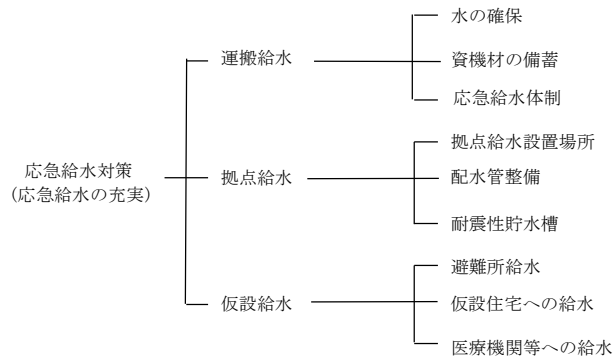 応急給水対策
(応急給水の充実)
運搬給水
水の確保
資機材の備蓄
応急給水体制
拠点給水
拠点給水設置場所
配水管整備
耐震性貯水槽
仮設給水
避難所給水
仮設住宅への給水
医療機関等への給水